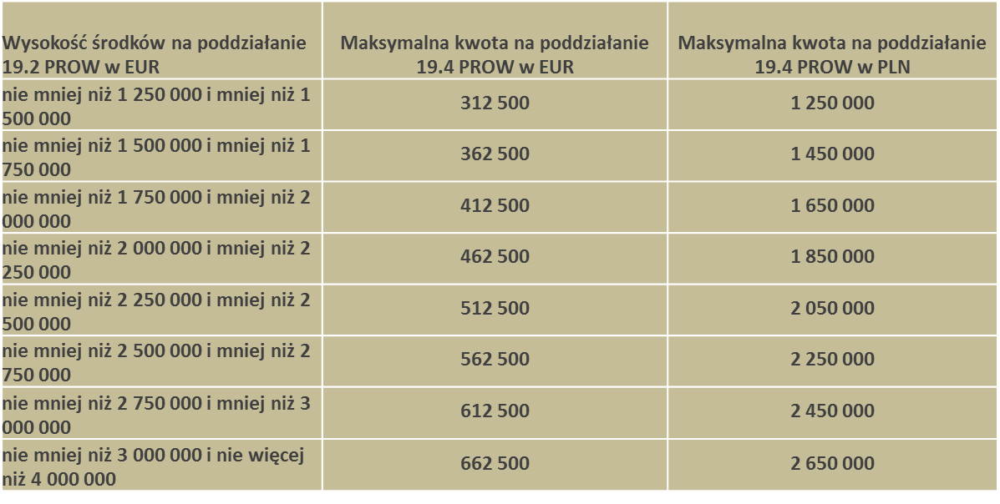 Wysokość środków na poddziałanie
19.2 PROW w EUR
Maksymalna kwota na poddziałanie
19.4 PROW w EUR
Maksymalna kwota na poddziałanie
19.4 PROW w PLN
nie mniej niż 1 250 000 i mniej niż 1
500 000
312 500
1 250 000
nie mniej niż 1 500 000 i mniej niż 1
750 000
362 500
1 450 000
nie mniej niż 1 750 000 i mniej niż 2
000 000
412 500
1 650 000
nie mniej niż 2 000 000 i mniej niż 2
250 000
462 500
1 850 000
nie mniej niż 2 250 000 i mniej niż 2
500 000
512 500
2 050 000
nie mniej niż 2 500 000 i mniej niż 2
750 000
562 500
2 250 000
nie mniej niż 2 750 000 i mniej niż 3
000 000
612 500
2 450 000
nie mniej niż 3 000 000 i nie więcej
niż 4 000 000
662 500
2 650 000